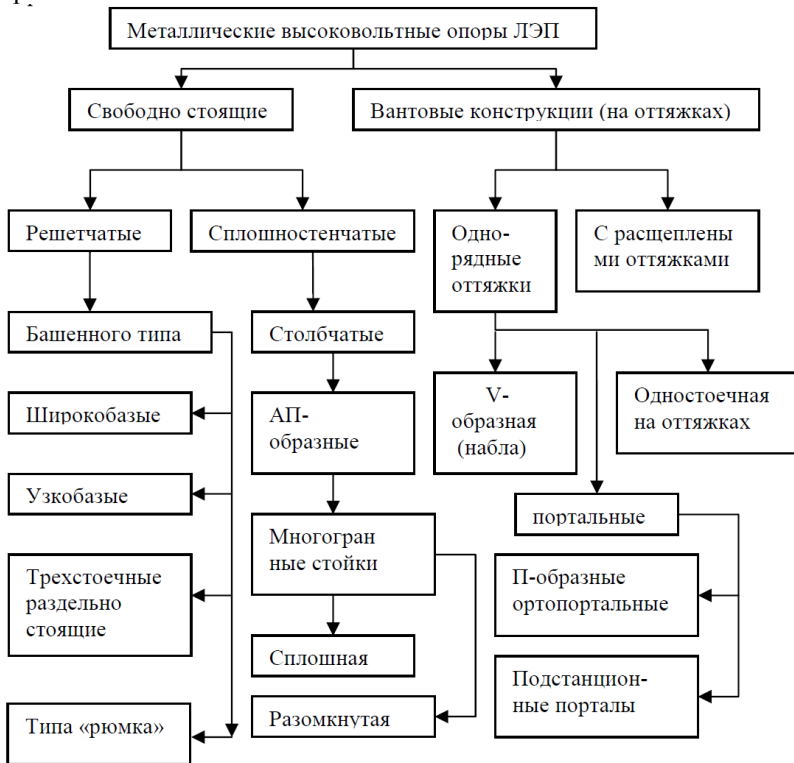 Металлические высоковольтные опоры ЛЭП
Свободно стоящие
Вантовые конструкции (на оттяжках)
Решетчатые
Сплошностенчатые
Одно-
рядные
оттяжки
С расщеплены
ми оттяжками
Башенного типа
Столбчатые
Широкобазые
АП-
образные
V-
образная
(набла)
Одностоечная
на оттяжках
Узкобазые
Многогран
ные стойки
портальные
Трехстоечные
раздельно
стоящие
П-образные
ортопортальные
Сплошная
Подстанцион-
ные порталы
Типа «рюмка»
Разомкнутая